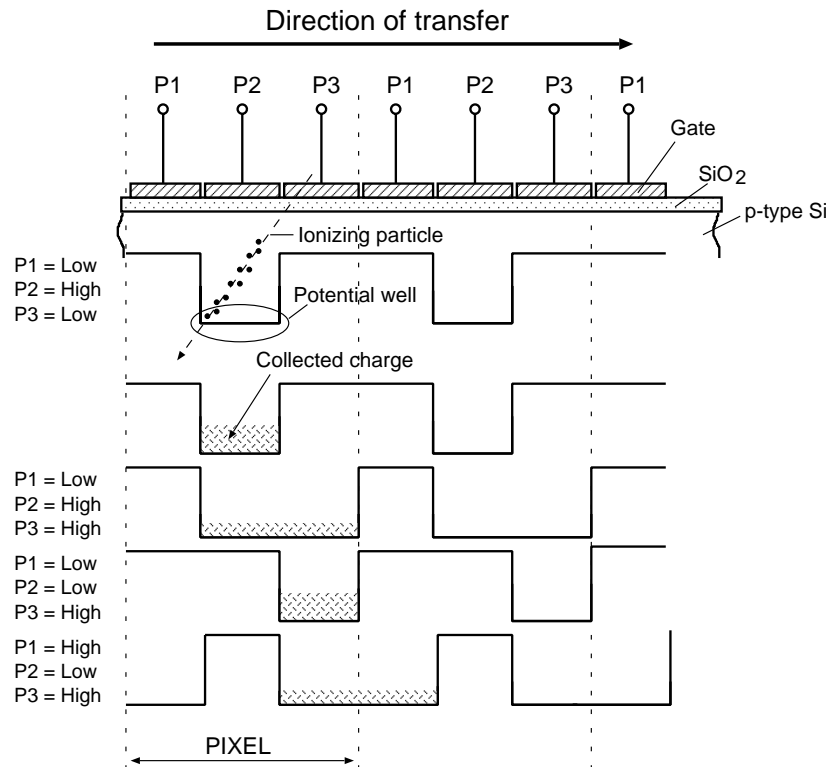 Direction of transfer
P1 P2 P3 P1 P2 P3 P1
Gate
SiO2
p-type Si
Ionizing particle
P1 = Low
P2 = High
P3 = Low
Potential well
Collected charge
P1 = Low
P2 = High
P3 = High
P1 = Low
P2 = Low
P3 = High
P1 = High
P2 = Low
P3 = High
PIXEL